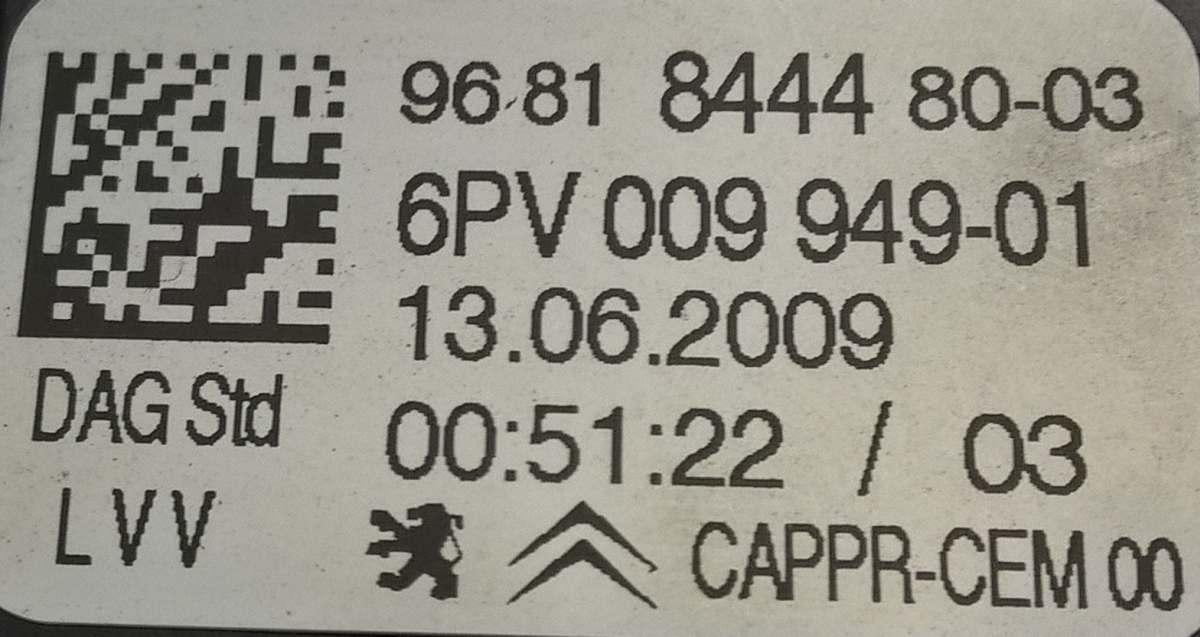 96.81 8444 80-03
6PV 009 949-01
13.06.2009
DAG Std
00:51:22 / 03
LVV
CAPPR-CEM 00